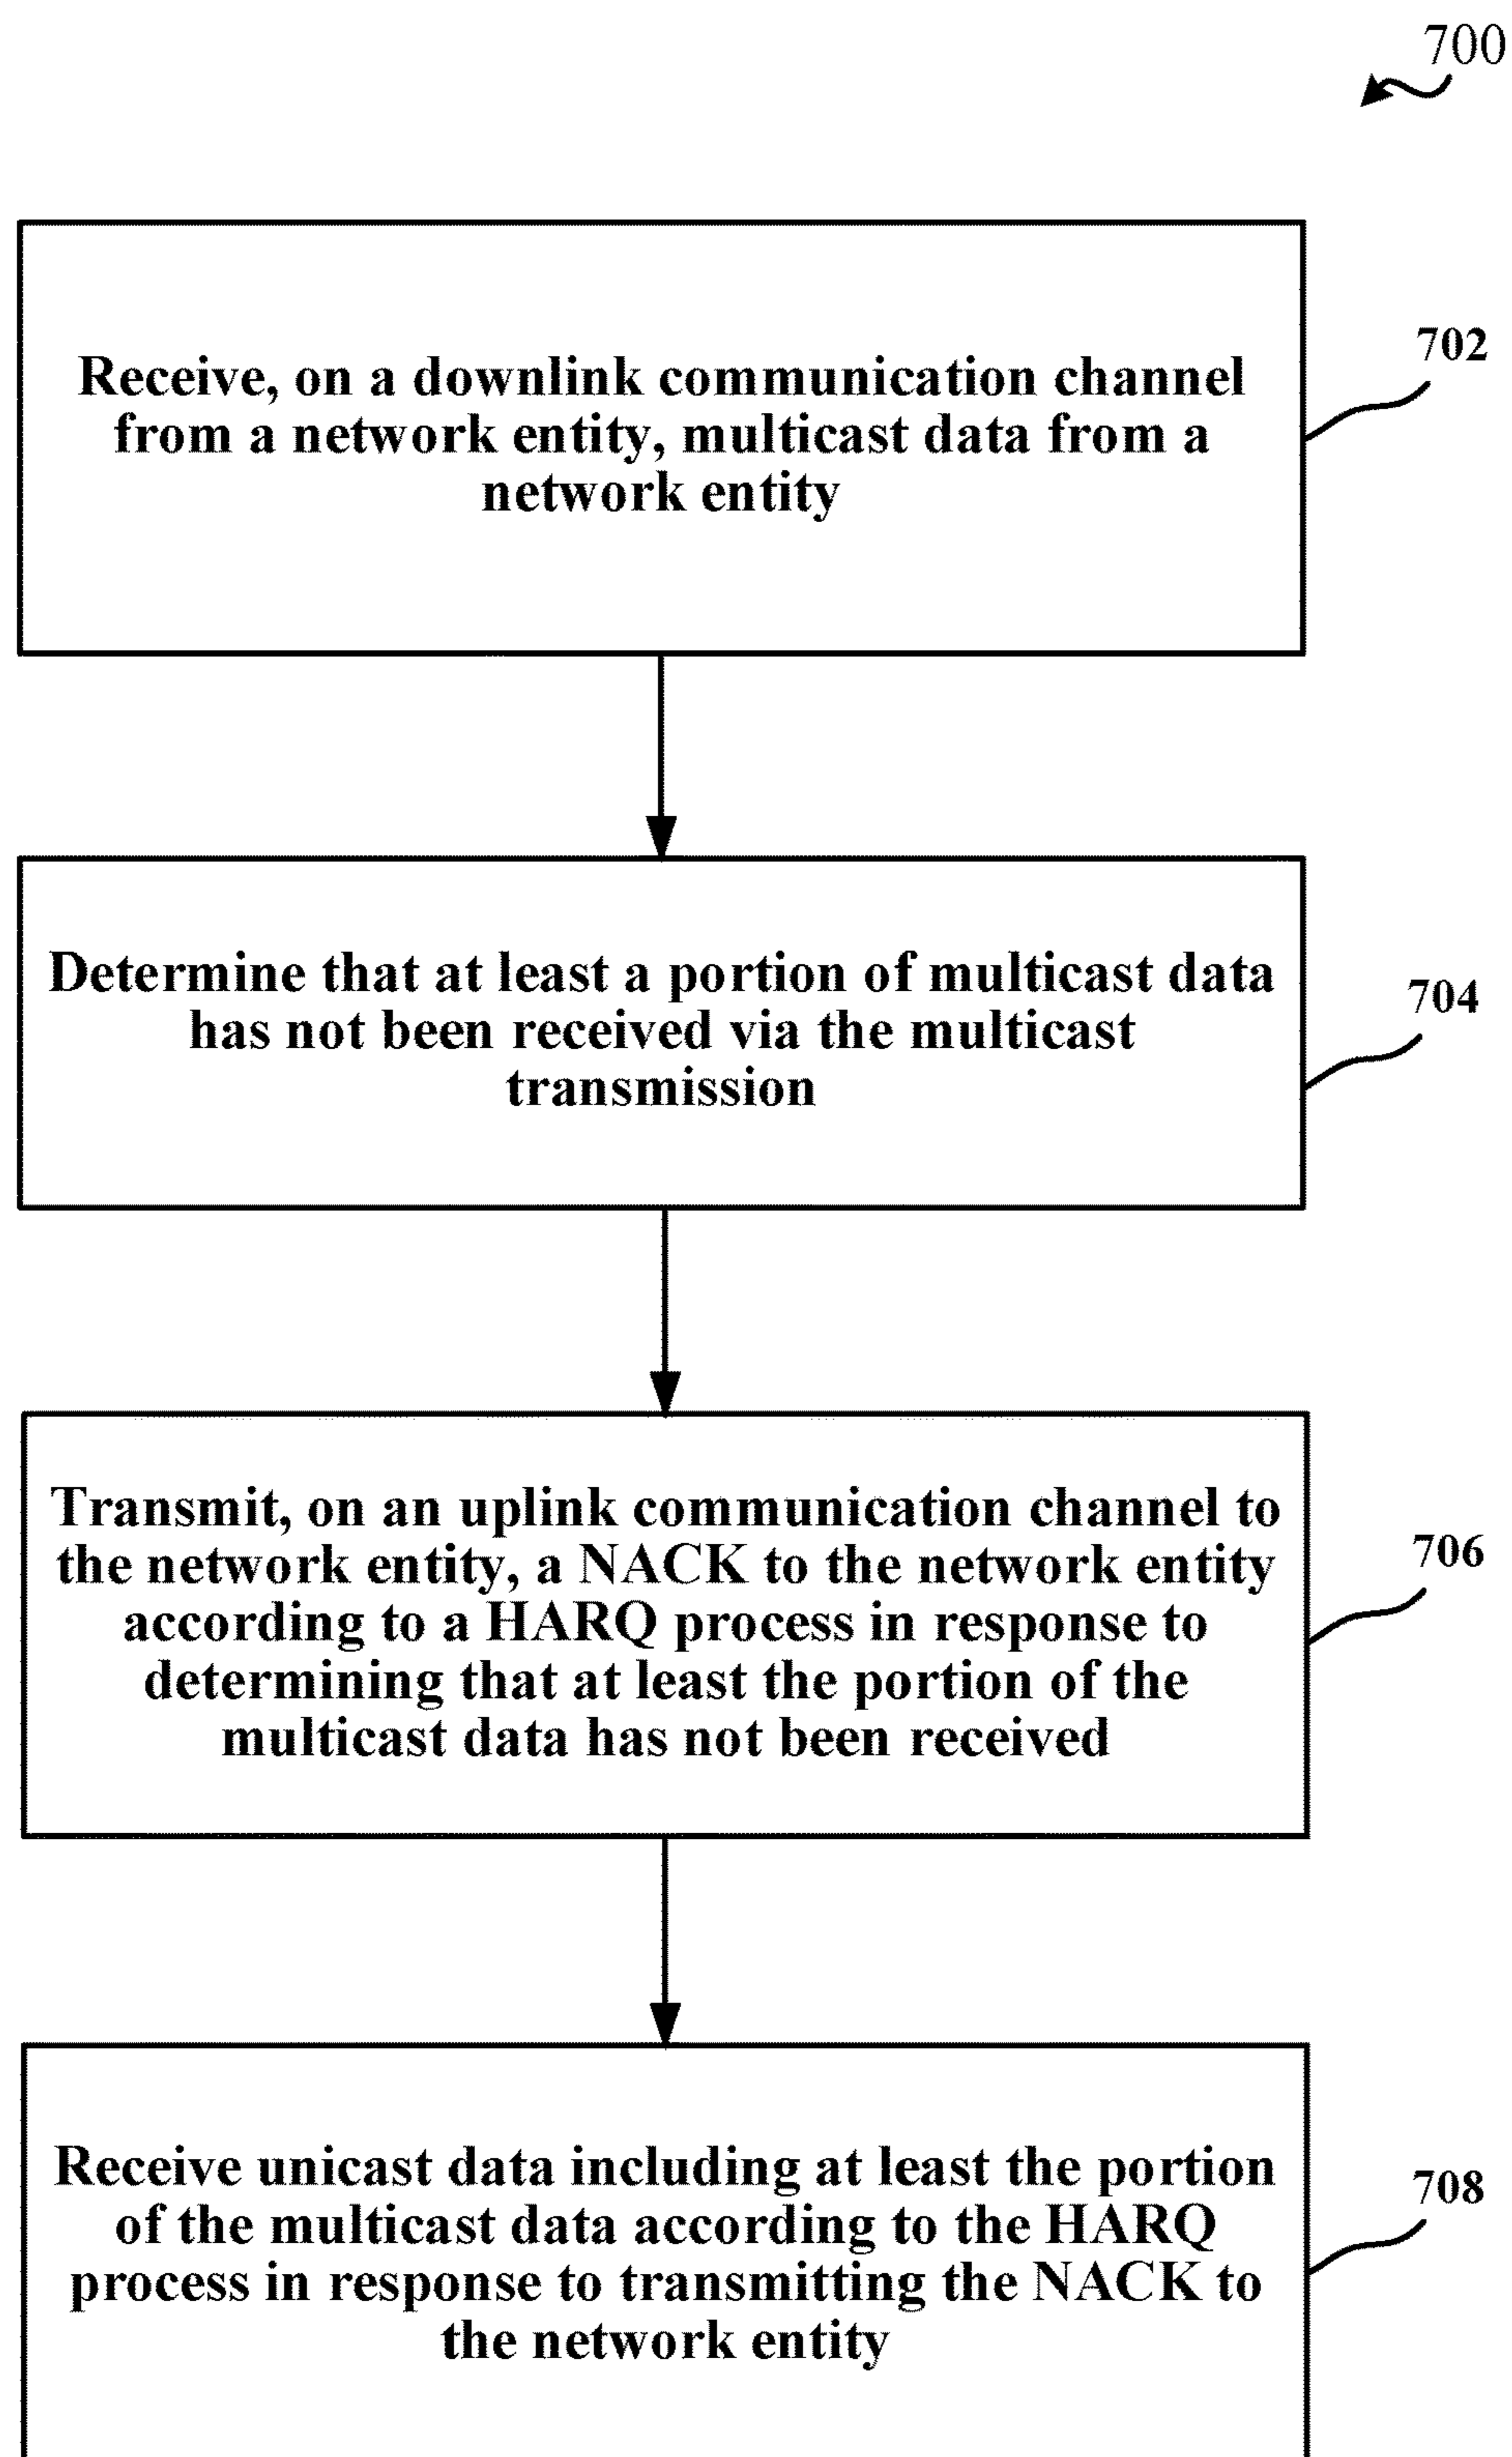 700
Receive, on a downlink communication channel
from a network entity, multicast data from a
network entity
702
Determine that at least a portion of multicast data
has not been received via the multicast
transmission
704
Transmit, on an uplink communication channel to
the network entity, a NACK to the network entity
according to a HARQ process in response to
determining that at least the portion of the
multicast data has not been received
706
Receive unicast data including at least the portion
of the multicast data according to the HARQ
process in response to transmitting the NACK to
the network entity
708